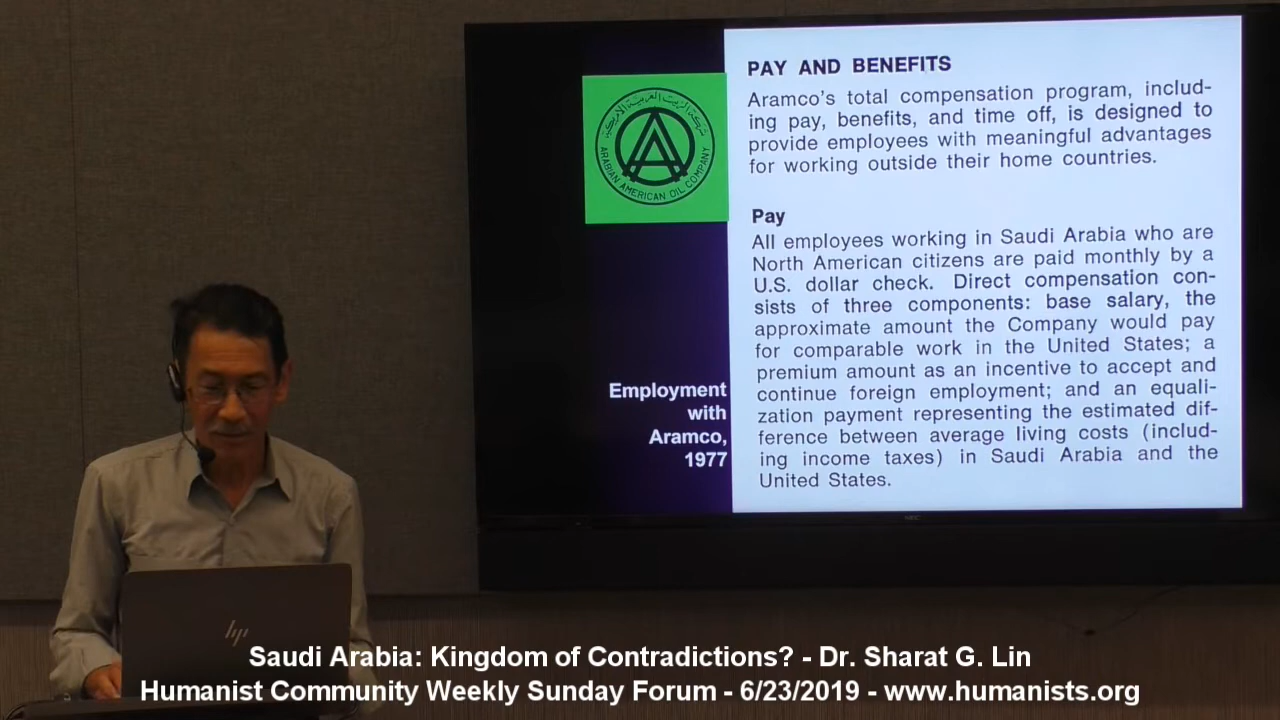 PAY AND BENEFITS
Aramco's total compensation program, includ-
ing pay, benefits, and time off, is designed to
provide employees with meaningful advantages
for working outside their home countries.
Pay
All employees working in Saudi Arabia who are
North American citizens are paid monthly by a
U.S. dollar check. Direct compensation con-
sists of three components: base salary, the
approximate amount the Company would pay
for comparable work in the United States; a
premium amount as an incentive to accept and
continue foreign employment; and an equali-
zation payment representing the estimated dif-
ference between average living costs (includ-
ing income taxes) in Saudi Arabia and the
United States.
شركة الزيت العربية الأمريكية
ARABIAN AMERICAN OIL COMPANY
Employment
with
Aramco,
1977
NEC
hp
Saudi Arabia: Kingdom of Contradictions? - Dr. Sharat G. Lin
Humanist Community Weekly Sunday Forum - 6/23/2019 - www.humanists.org